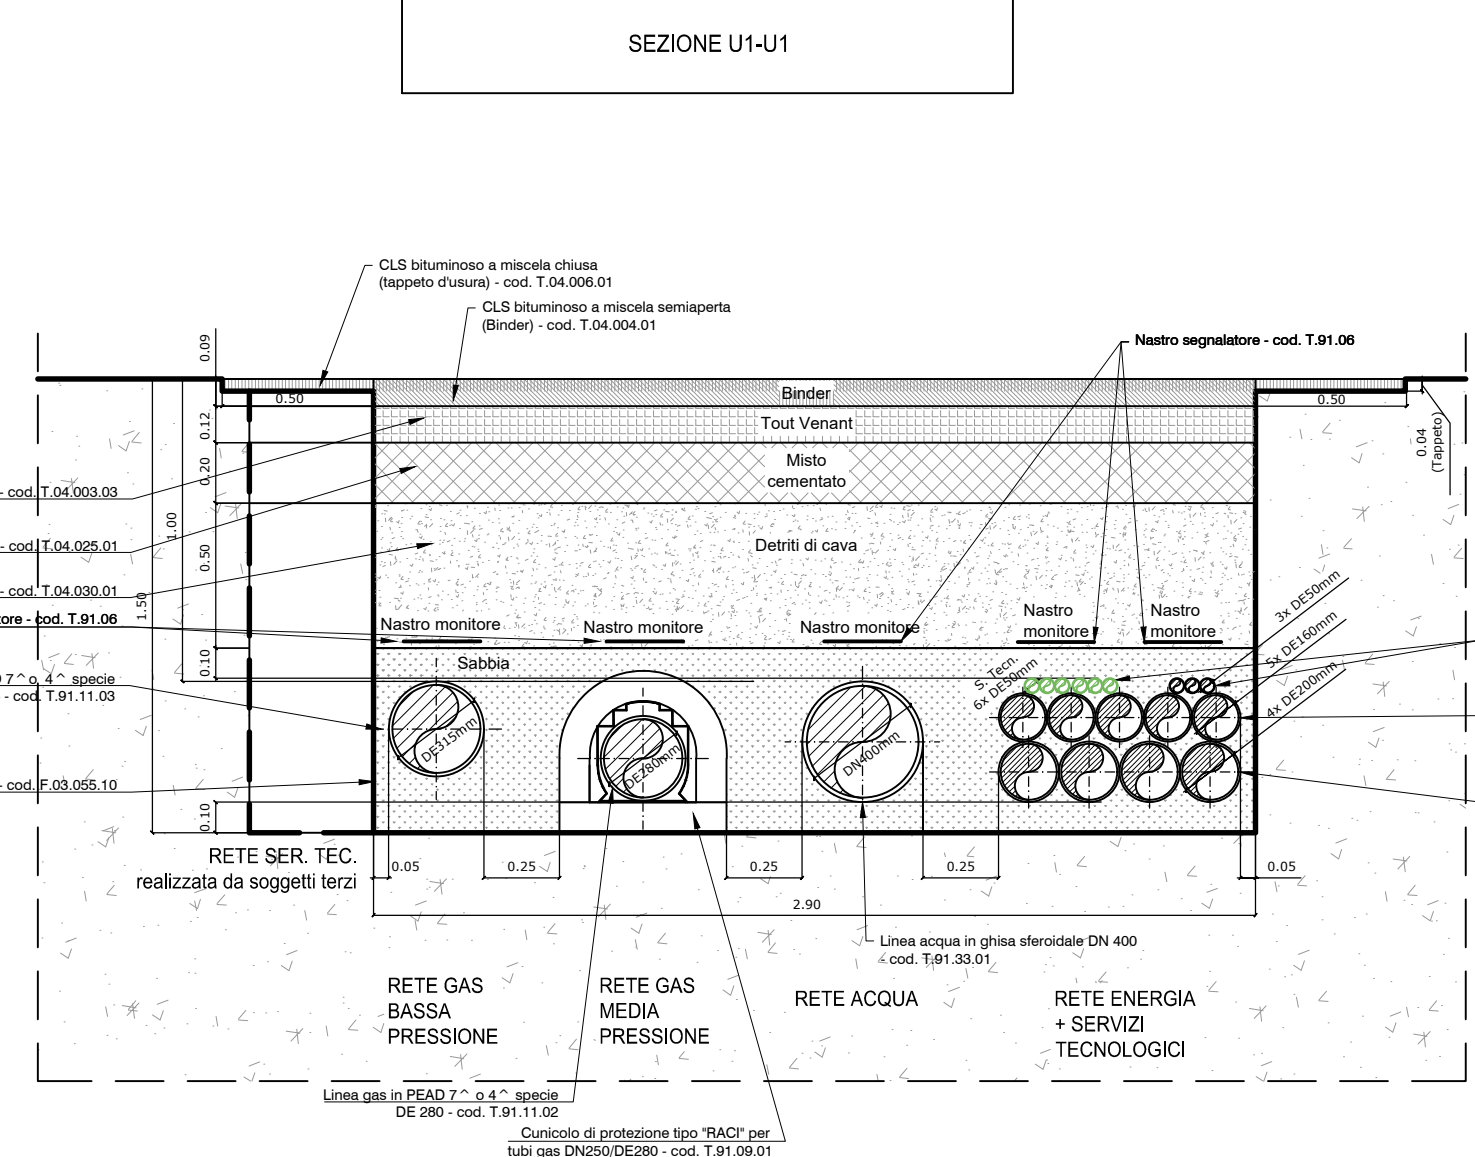 SEZIONE U1-U1
CLS bituminoso a miscela chiusa
(tappeto d'usura) - cod. T.04.006.01
CLS bituminoso a miscela semiaperta
(Binder) - cod. T.04.004.01
Nastro segnalatore - cod. T.91.06
0.09
0.50
Binder
0.50
0.04
(Tappeto)
0.12
Tout Venant
0.20
Misto
cementato
- cod. T.04.003.03
1.00
- cod. T.04.025.01
0.50
Detriti di cava
- cod. T.04.030.01
1.50
ore - cod. T.91.06
Nastro monitore
Nastro monitore
Nastro monitore
Nastro
monitore
Nastro
monitore
3x DE50mm
5x DE160mm
4x DE200mm
0.10
Sabbia
S. Tecn.
6x DE50mm
7^ o 4^ specie
- cod. T.91.11.03
DE315mm
DE280mm
DN400mm
- cod. F.03.055.10
0.10
RETE SER. TEC.
realizzata da soggetti terzi
0.05
0.25
0.25
0.25
0.05
2.90
Linea acqua in ghisa sferoidale DN 400
- cod. T.91.33.01
RETE GAS
BASSA
PRESSIONE
RETE GAS
MEDIA
PRESSIONE
RETE ACQUA
RETE ENERGIA
+ SERVIZI
TECNOLOGICI
Linea gas in PEAD 7^ o 4^ specie
DE 280 - cod. T.91.11.02
Cunicolo di protezione tipo "RACI" per
tubi gas DN250/DE280 - cod. T.91.09.01